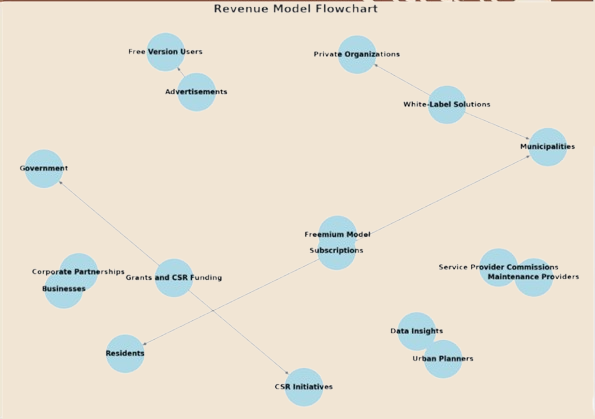 Revenue Model Flowchart
Free Version Users
Private Organizations
Advertisements
White-Label Solutions
Municipalities
Government
Freemium Model
Subscriptions
Corporate Partnerships
Grants and CSR Funding
Service Provider Commissions
Maintenance Providers
Businesses
Data Insights
Residents
Urban Planners
CSR Initiatives